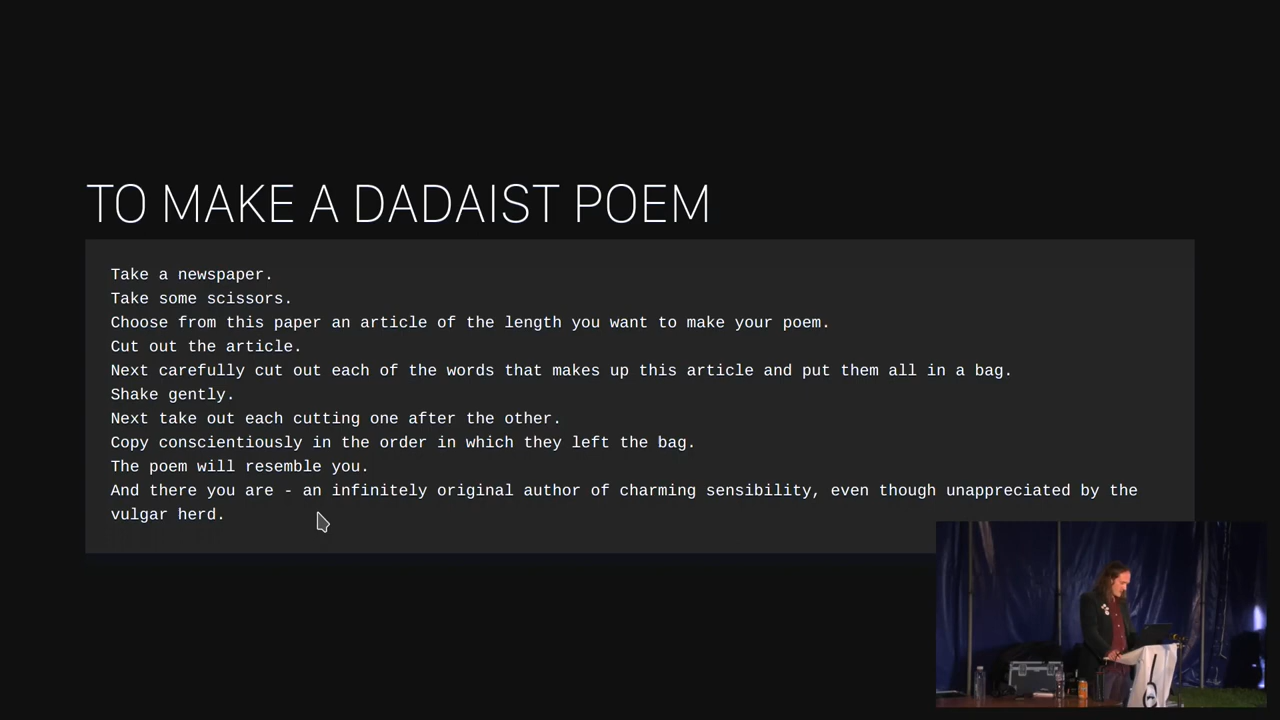 TO MAKE A DADAIST POEM
Take a newspaper.
Take some scissors.
Choose from this paper an article of the length you want to make your poem.
Cut out the article.
Next carefully cut out each of the words that makes up this article and put them all in a bag.
Shake gently.
Next take out each cutting one after the other.
Copy conscientiously in the order in which they left the bag.
The poem will resemble you.
And there you are - an infinitely original author of charming sensibility, even though unappreciated by the
vulgar herd.